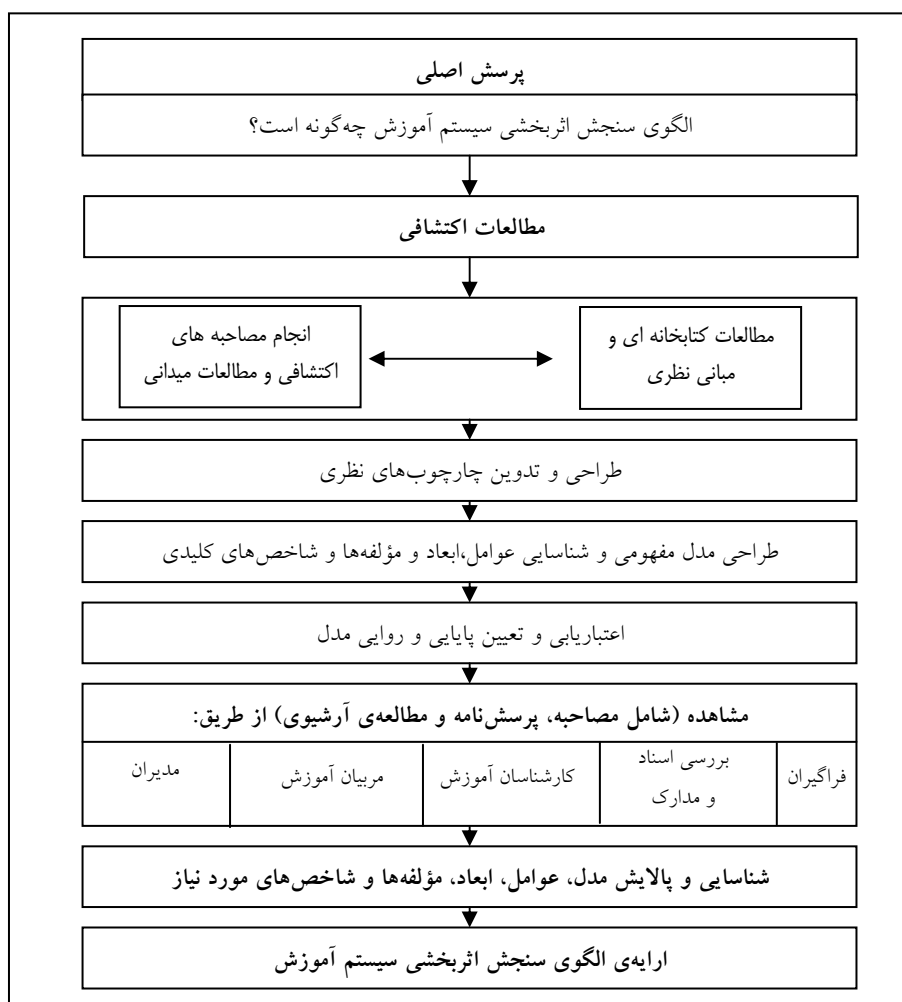 پرسش اصلی
الگوی سنجش اثربخشی سیستم آموزش چه‌گونه است؟
مطالعات اکتشافی
مطالعات کتابخانه ای و
مبانی نظری
انجام مصاحبه های
اکتشافی و مطالعات میدانی
طراحی و تدوین چارچوب‌های نظری
طراحی مدل مفهومی و شناسایی عوامل،ابعاد و مؤلفه‌ها و شاخص‌های کلیدی
اعتباریابی و تعیین پایایی و روایی مدل
مشاهده (شامل مصاحبه، پرسش‌نامه و مطالعه‌ی آرشیوی) از طریق:
فراگیران
بررسی اسناد
و مدارک
کارشناسان آموزش
مربیان آموزش
مدیران
شناسایی و پالایش مدل، عوامل، ابعاد، مؤلفه‌ها و شاخص‌های مورد نیاز
ارایه‌ی الگوی سنجش اثربخشی سیستم آموزش